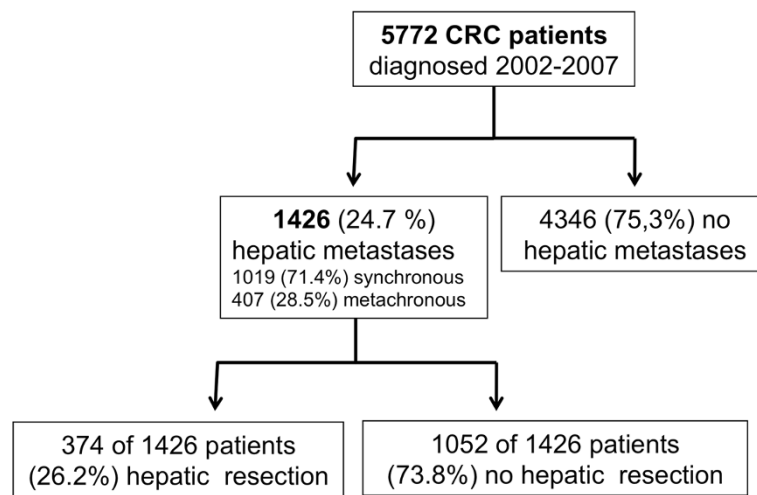 5772 CRC patients
diagnosed 2002-2007
1426 (24.7 %)
hepatic metastases
1019 (71.4%) synchronous
407 (28.5%) metachronous
4346 (75,3%) no
hepatic metastases
374 of 1426 patients
(26.2%) hepatic resection
1052 of 1426 patients
(73.8%) no hepatic resection